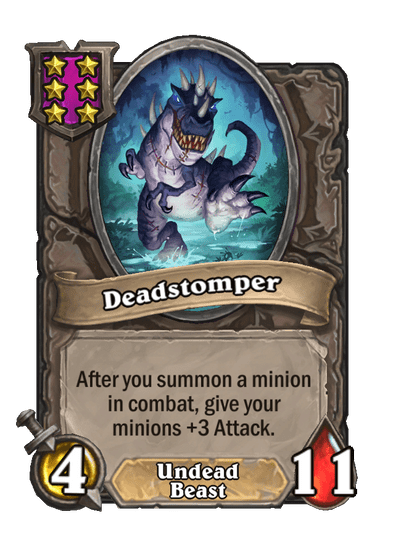 Deadstomper
After you summon a minion
in combat, give your
minions +3 Attack.
4
Undead
Beast
11